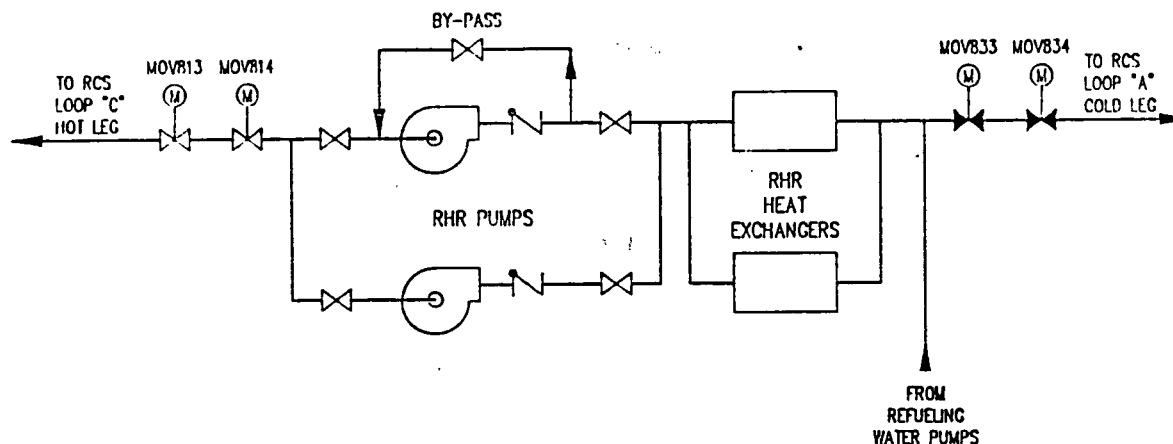 BY-PASS
MOV813
MOV814
MOV833
MOV834
TO RCS
LOOP "C"
HOT LEG
M
M
M
M
TO RCS
LOOP "A"
COLD LEG
RHR PUMPS
RHR
HEAT
EXCHANGERS
FROM
REFUELING
WATER PUMPS